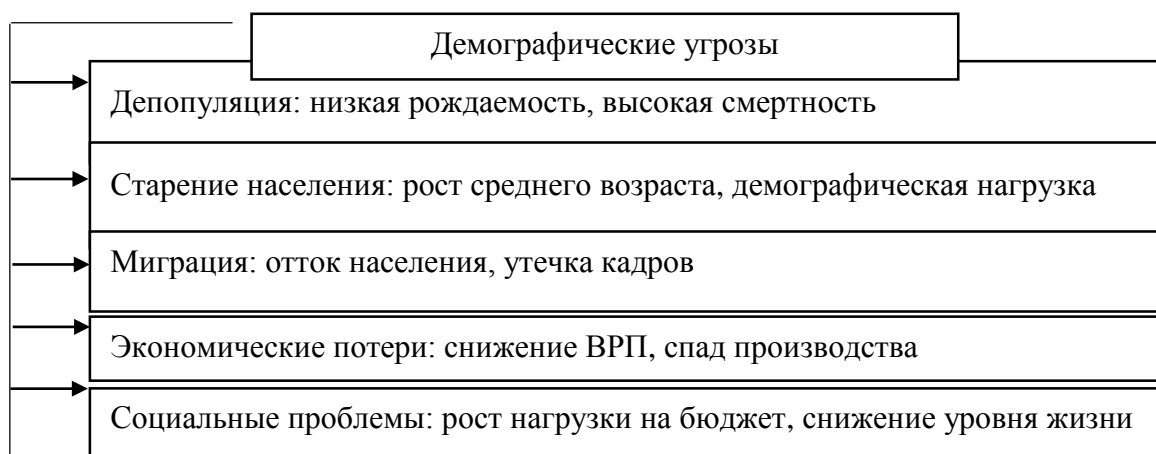 Демографические угрозы
Депопуляция: низкая рождаемость, высокая смертность
Старение населения: рост среднего возраста, демографическая нагрузка
Миграция: отток населения, утечка кадров
Экономические потери: снижение ВРП, спад производства
Социальные проблемы: рост нагрузки на бюджет, снижение уровня жизни